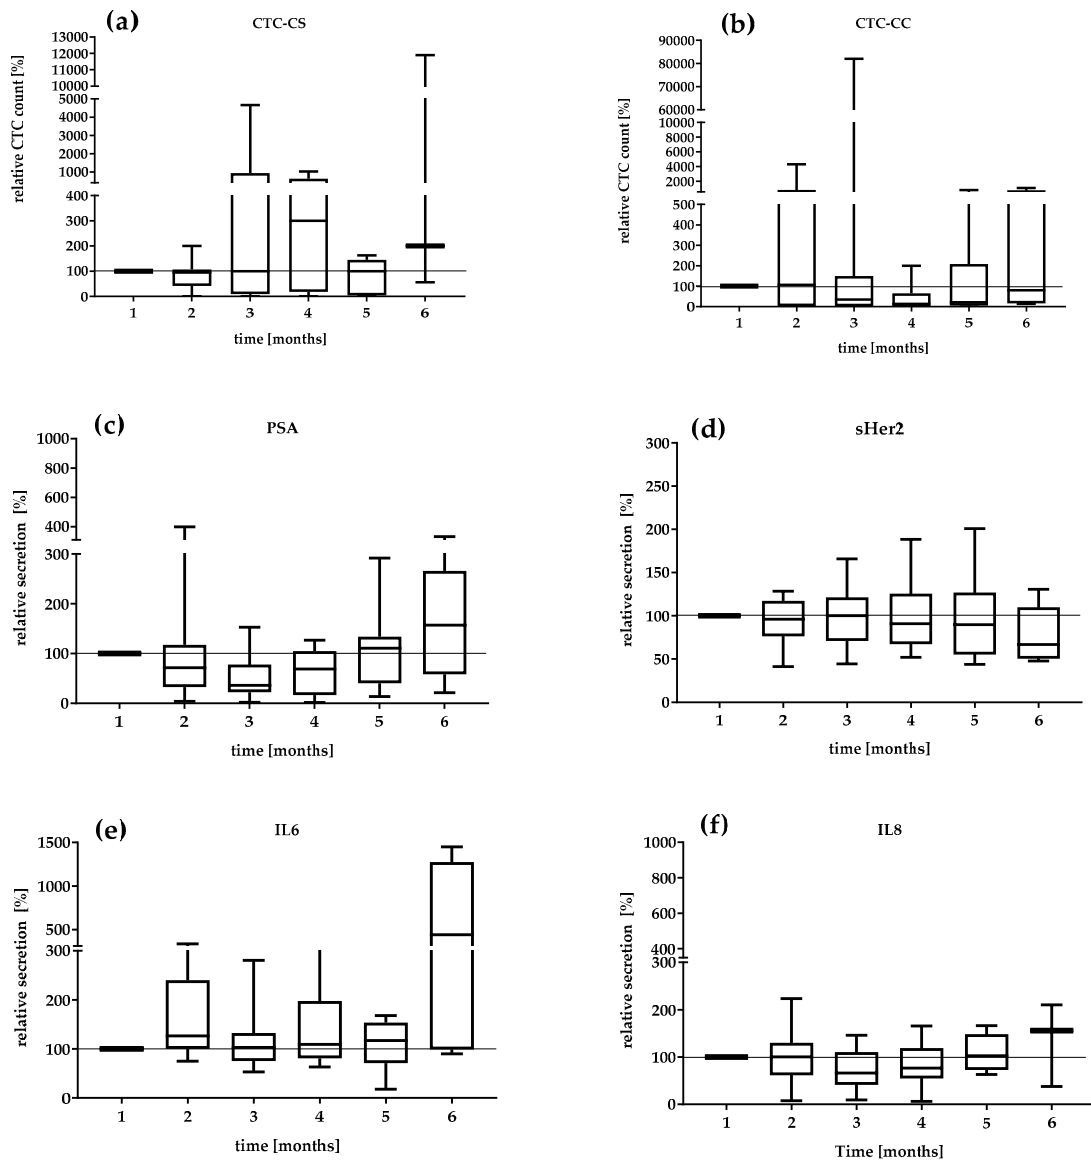 (a) CTC-CS
relative CTC count [%]
13000
12000
11000
10000
5000
4000
3000
2000
1000
400
300
200
100
0
1 2 3 4 5 6
time [months]
(b) CTC-CC
relative CTC count [%]
90000
80000
70000
60000
10000
8000
6000
4000
2000
500
400
300
200
100
0
1 2 3 4 5 6
time [months]
(c) PSA
relative secretion [%]
1000
800
600
400
300
200
100
0
1 2 3 4 5 6
time [months]
(d) sHer2
relative secretion [%]
300
250
200
150
100
50
0
1 2 3 4 5 6
time [months]
(e) IL6
relative secretion [%]
1500
1000
500
300
200
100
0
1 2 3 4 5 6
time [months]
(f) IL8
relative secretion [%]
1000
800
600
400
300
200
100
0
1 2 3 4 5 6
Time [months]